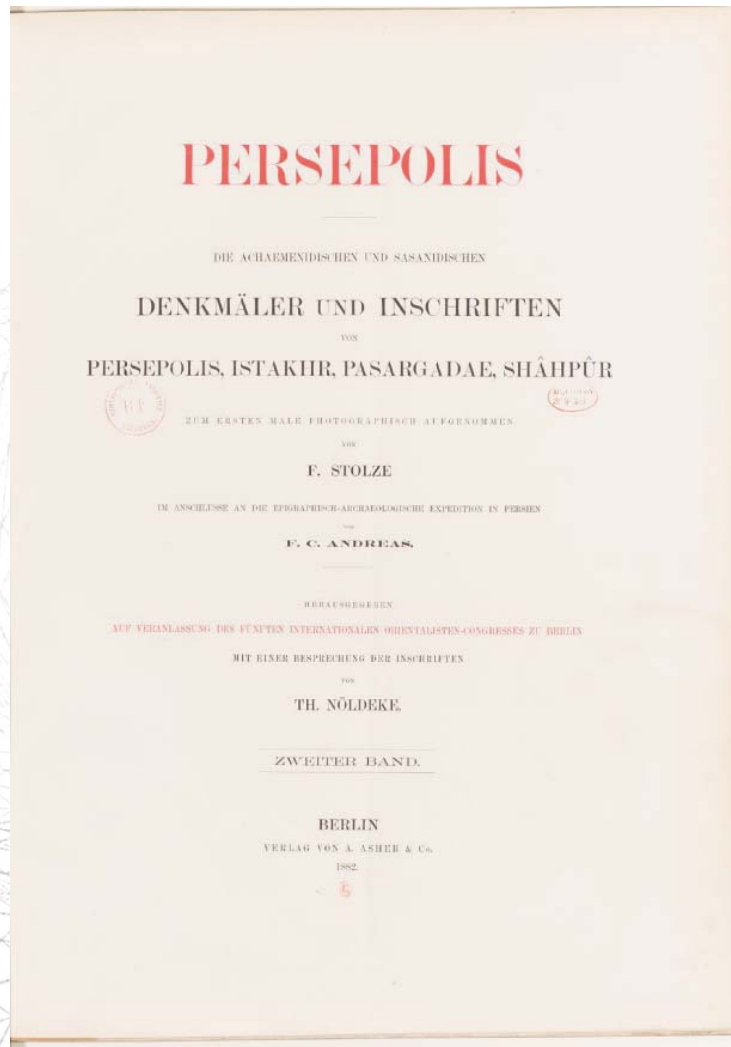 PERSEPOLIS
DIE ACHAEMENIDISCHEN UND SASANIDISCHEN
DENKMÄLER UND INSCHRIFTEN
VON
PERSEPOLIS, ISTAKHR, PASARGADAE, SHÂHPÛR
ZUM ERSTEN MALE PHOTOGRAPHISCH AUFGENOMMEN
VON
F. STOLZE
IM ANSCHLUSSE AN DIE EPIGRAPHISCH-ARCHAEOLOGISCHE EXPEDITION IN PERSIEN
VON
F. C. ANDREAS.
HERAUSGEGEBEN
AUF VERANLASSUNG DES FÜNFTEN INTERNATIONALEN ORIENTALISTEN-CONGRESSES ZU BERLIN
MIT EINER BESPRECHUNG DER INSCHRIFTEN
VON
TH. NÖLDEKE.
ZWEITER BAND.
BERLIN
VERLAG VON A. ASHER & Co.
1882.